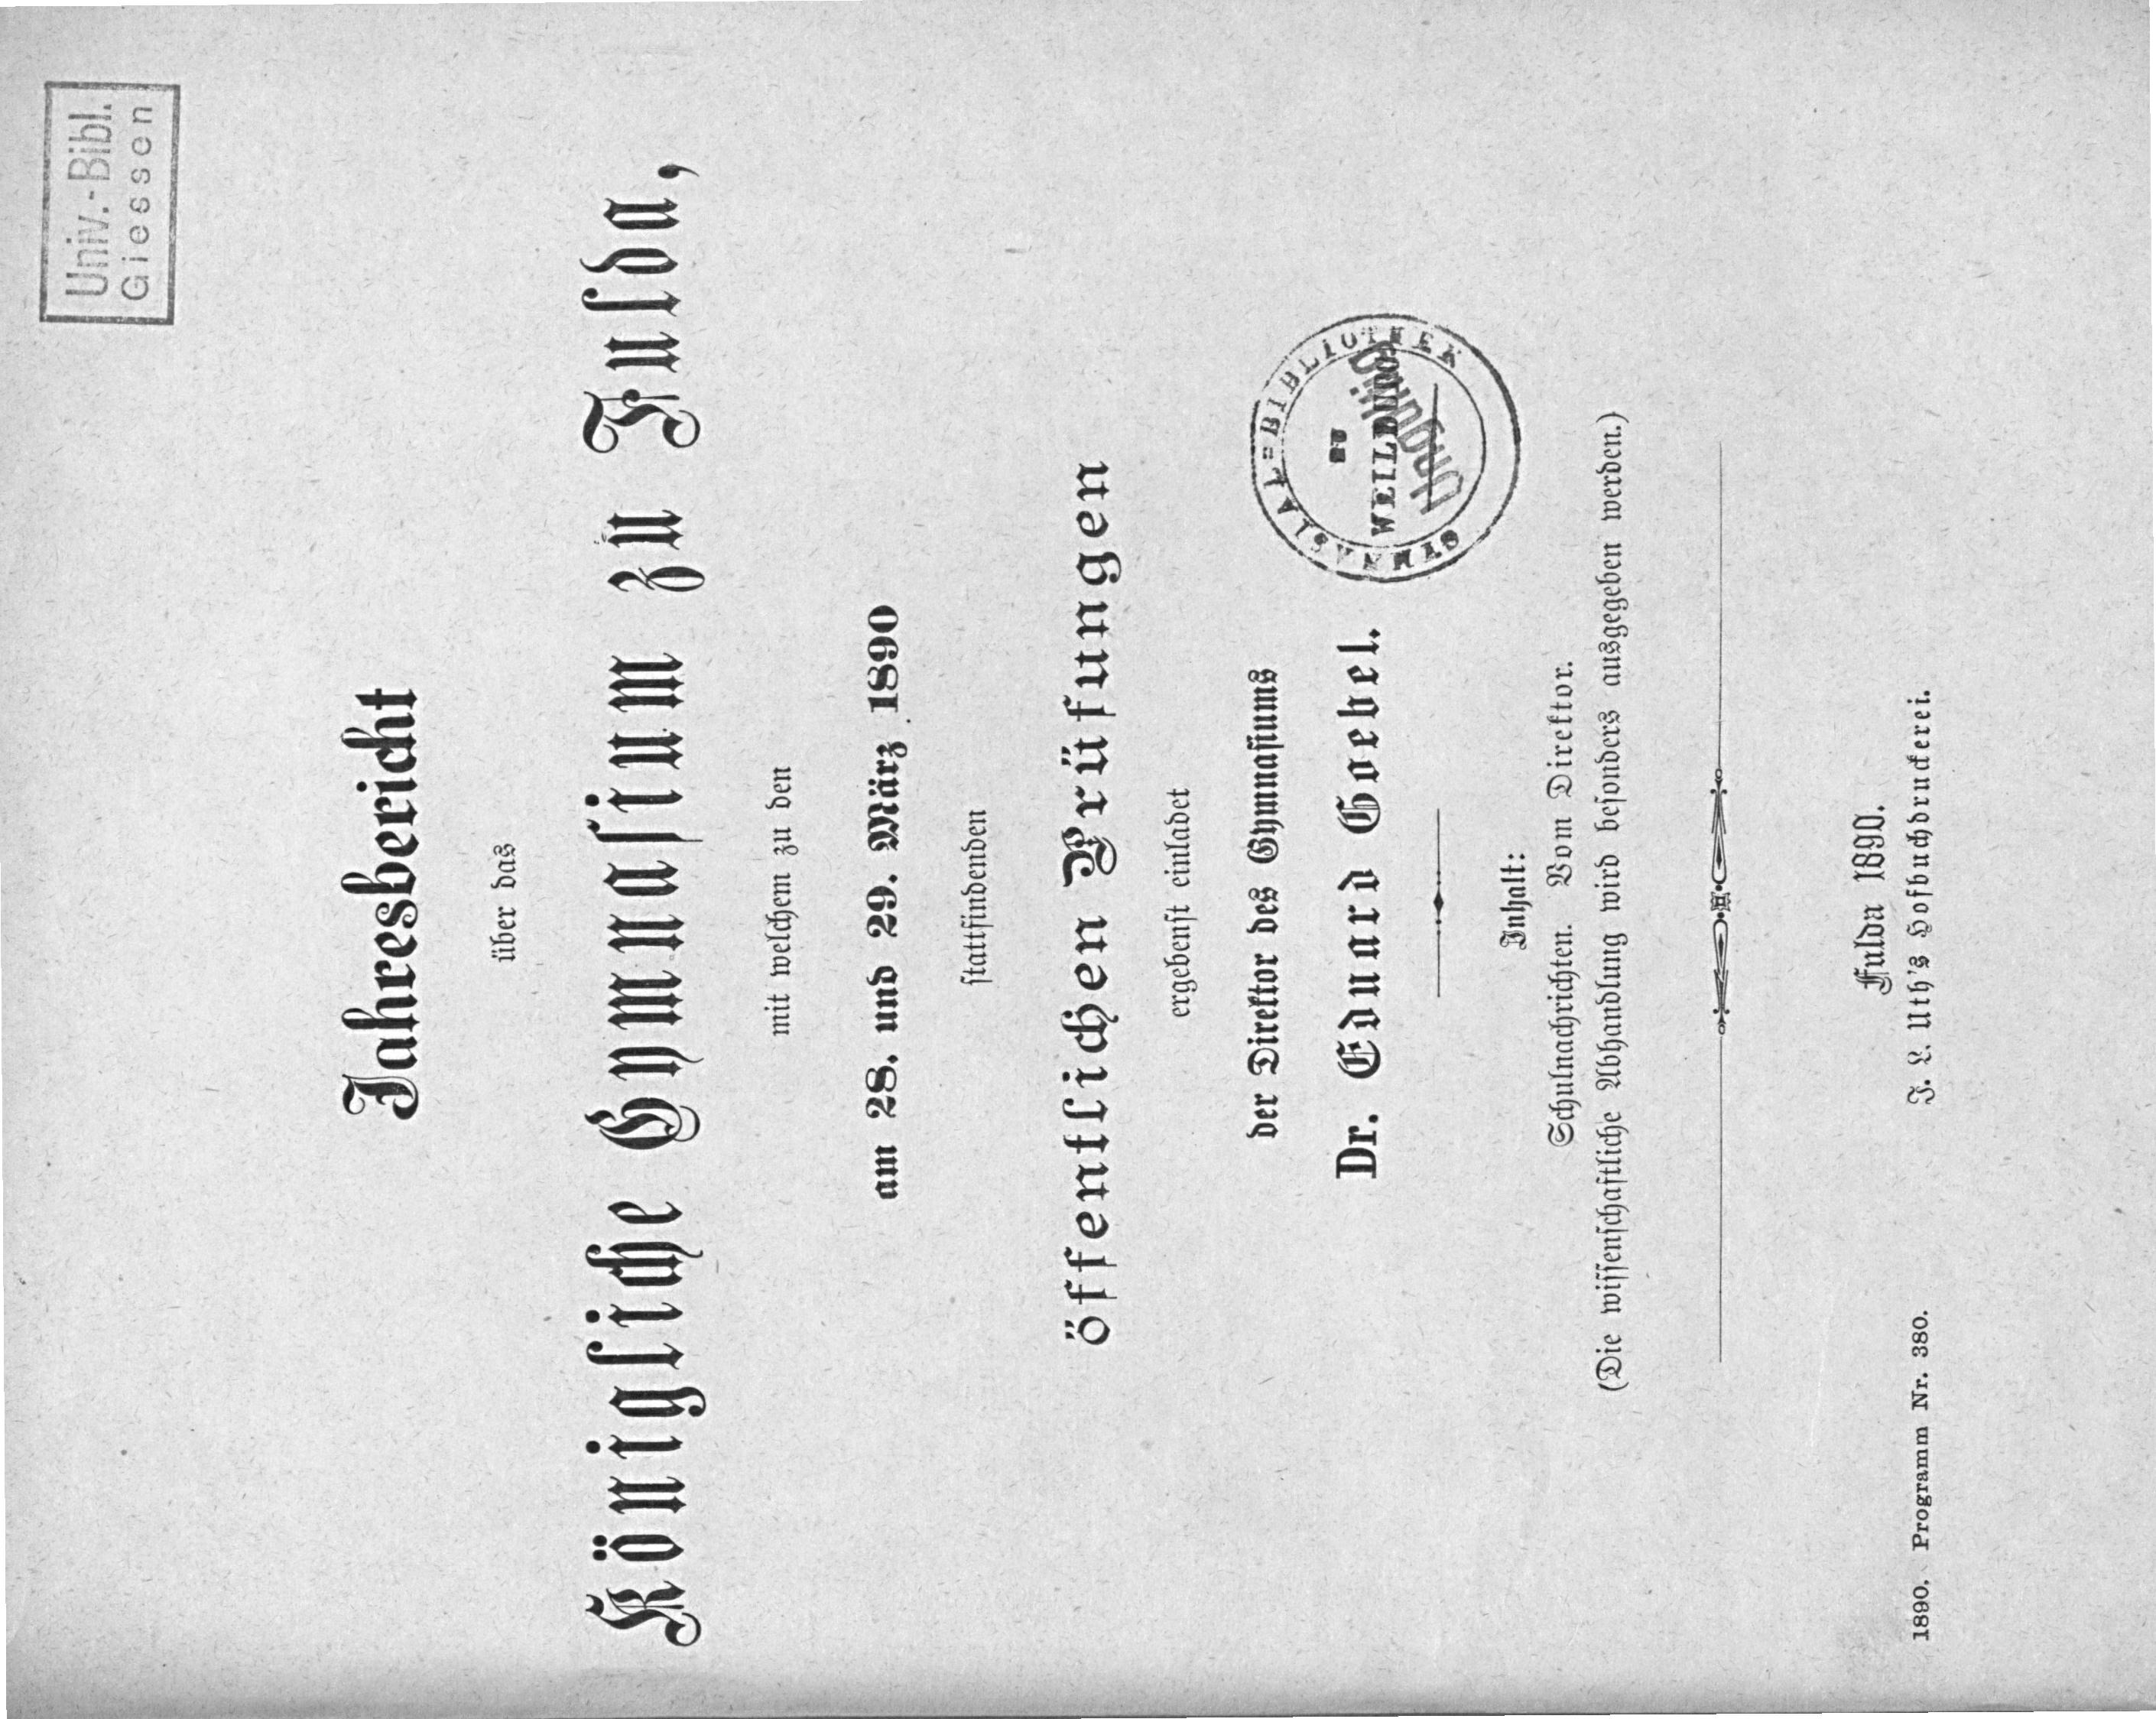 Univ.-Bibl.
Giessen
Jahresbericht
über das
Königliche Gymnasium zu Fulda,
mit welchem zu den
am 28. und 29. März 1890
stattfindenden
öffentlichen Prüfungen
ergebenst einladet
der Direktor des Gymnasiums
Dr. Eduard Goebel.
GYMNASIAL=BIBLIOTHEK
ZU
WEILBURG
Ungültig
Inhalt:
Schulnachrichten. Vom Direktor.
(Die wissenschaftliche Abhandlung wird besonders ausgegeben werden.)
Fulda 1890.
1890. Programm Nr. 380.
J. L. Uth's Hofbuchdruckerei.